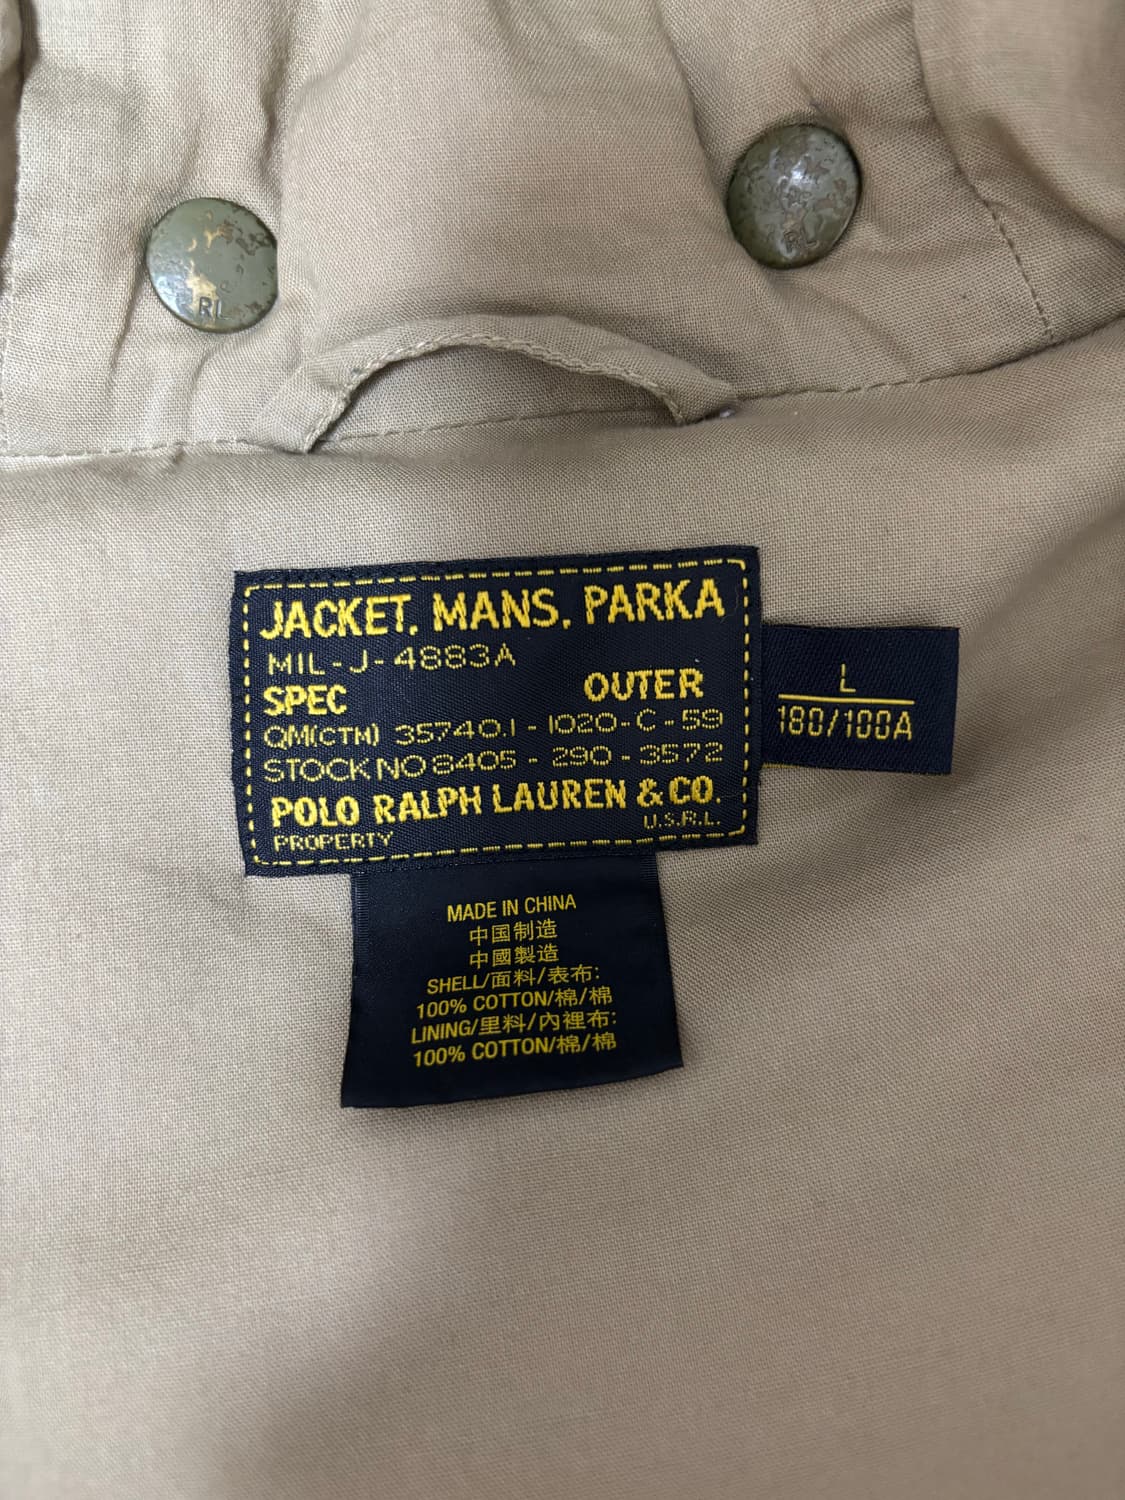 RL
RL
JACKET, MANS, PARKA
MIL-J-4883A
SPEC OUTER
QM(CTM) 35740.1-1020-C-59
STOCK NO 8405-290-3572
POLO RALPH LAUREN & CO.
PROPERTY U.S.R.L.
L
180/100A
MADE IN CHINA
中国制造
中國製造
SHELL/面料/表布:
100% COTTON/棉/棉
LINING/里料/內裡布:
100% COTTON/棉/棉